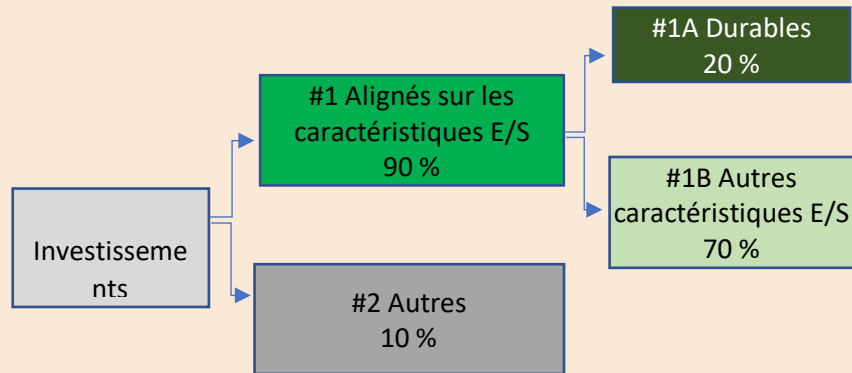 #1A Durables
20 %
#1 Alignés sur les
caractéristiques E/S
90 %
#1B Autres
caractéristiques E/S
70 %
Investisseme
nts
#2 Autres
10 %